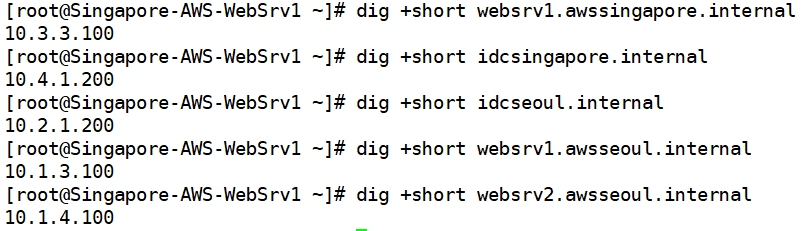 [root@Singapore-AWS-WebSrv1 ~]# dig +short websrv1.awssingapore.internal
10.3.3.100
[root@Singapore-AWS-WebSrv1 ~]# dig +short idcsingapore.internal
10.4.1.200
[root@Singapore-AWS-WebSrv1 ~]# dig +short idcseoul.internal
10.2.1.200
[root@Singapore-AWS-WebSrv1 ~]# dig +short websrv1.awsseoul.internal
10.1.3.100
[root@Singapore-AWS-WebSrv1 ~]# dig +short websrv2.awsseoul.internal
10.1.4.100